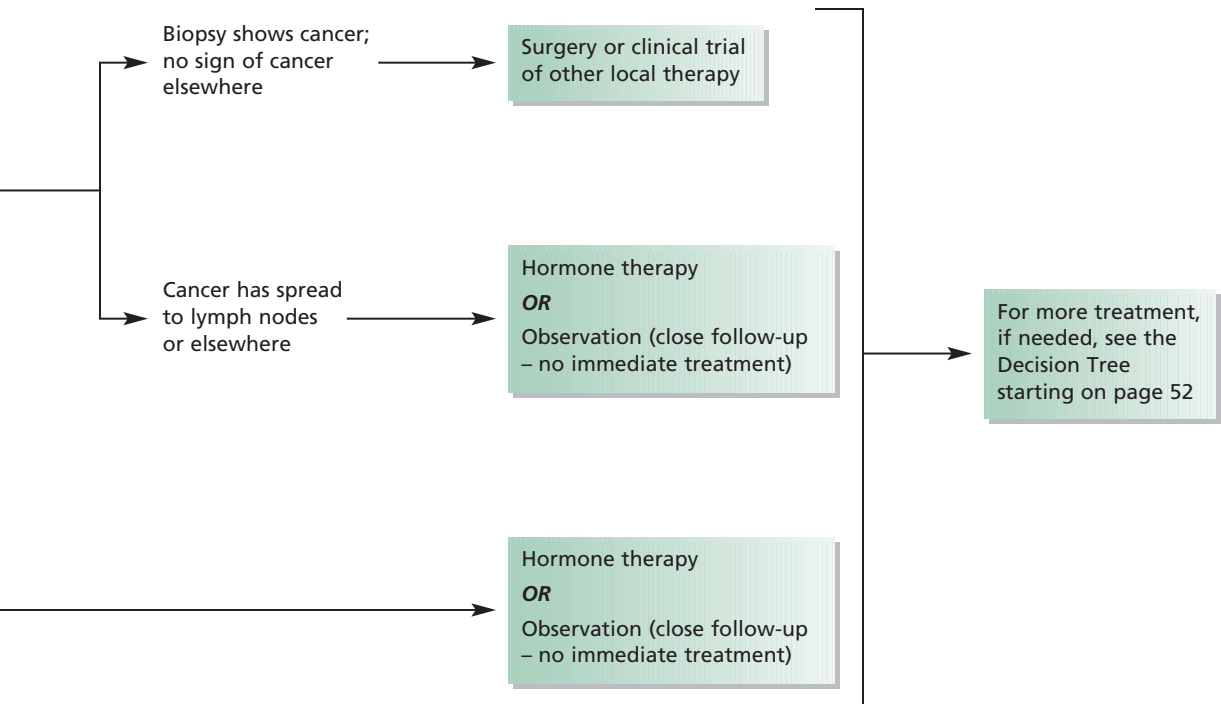 Biopsy shows cancer;
no sign of cancer
elsewhere
Surgery or clinical trial
of other local therapy
Cancer has spread
to lymph nodes
or elsewhere
Hormone therapy
OR
Observation (close follow-up
– no immediate treatment)
For more treatment,
if needed, see the
Decision Tree
starting on page 52
Hormone therapy
OR
Observation (close follow-up
– no immediate treatment)